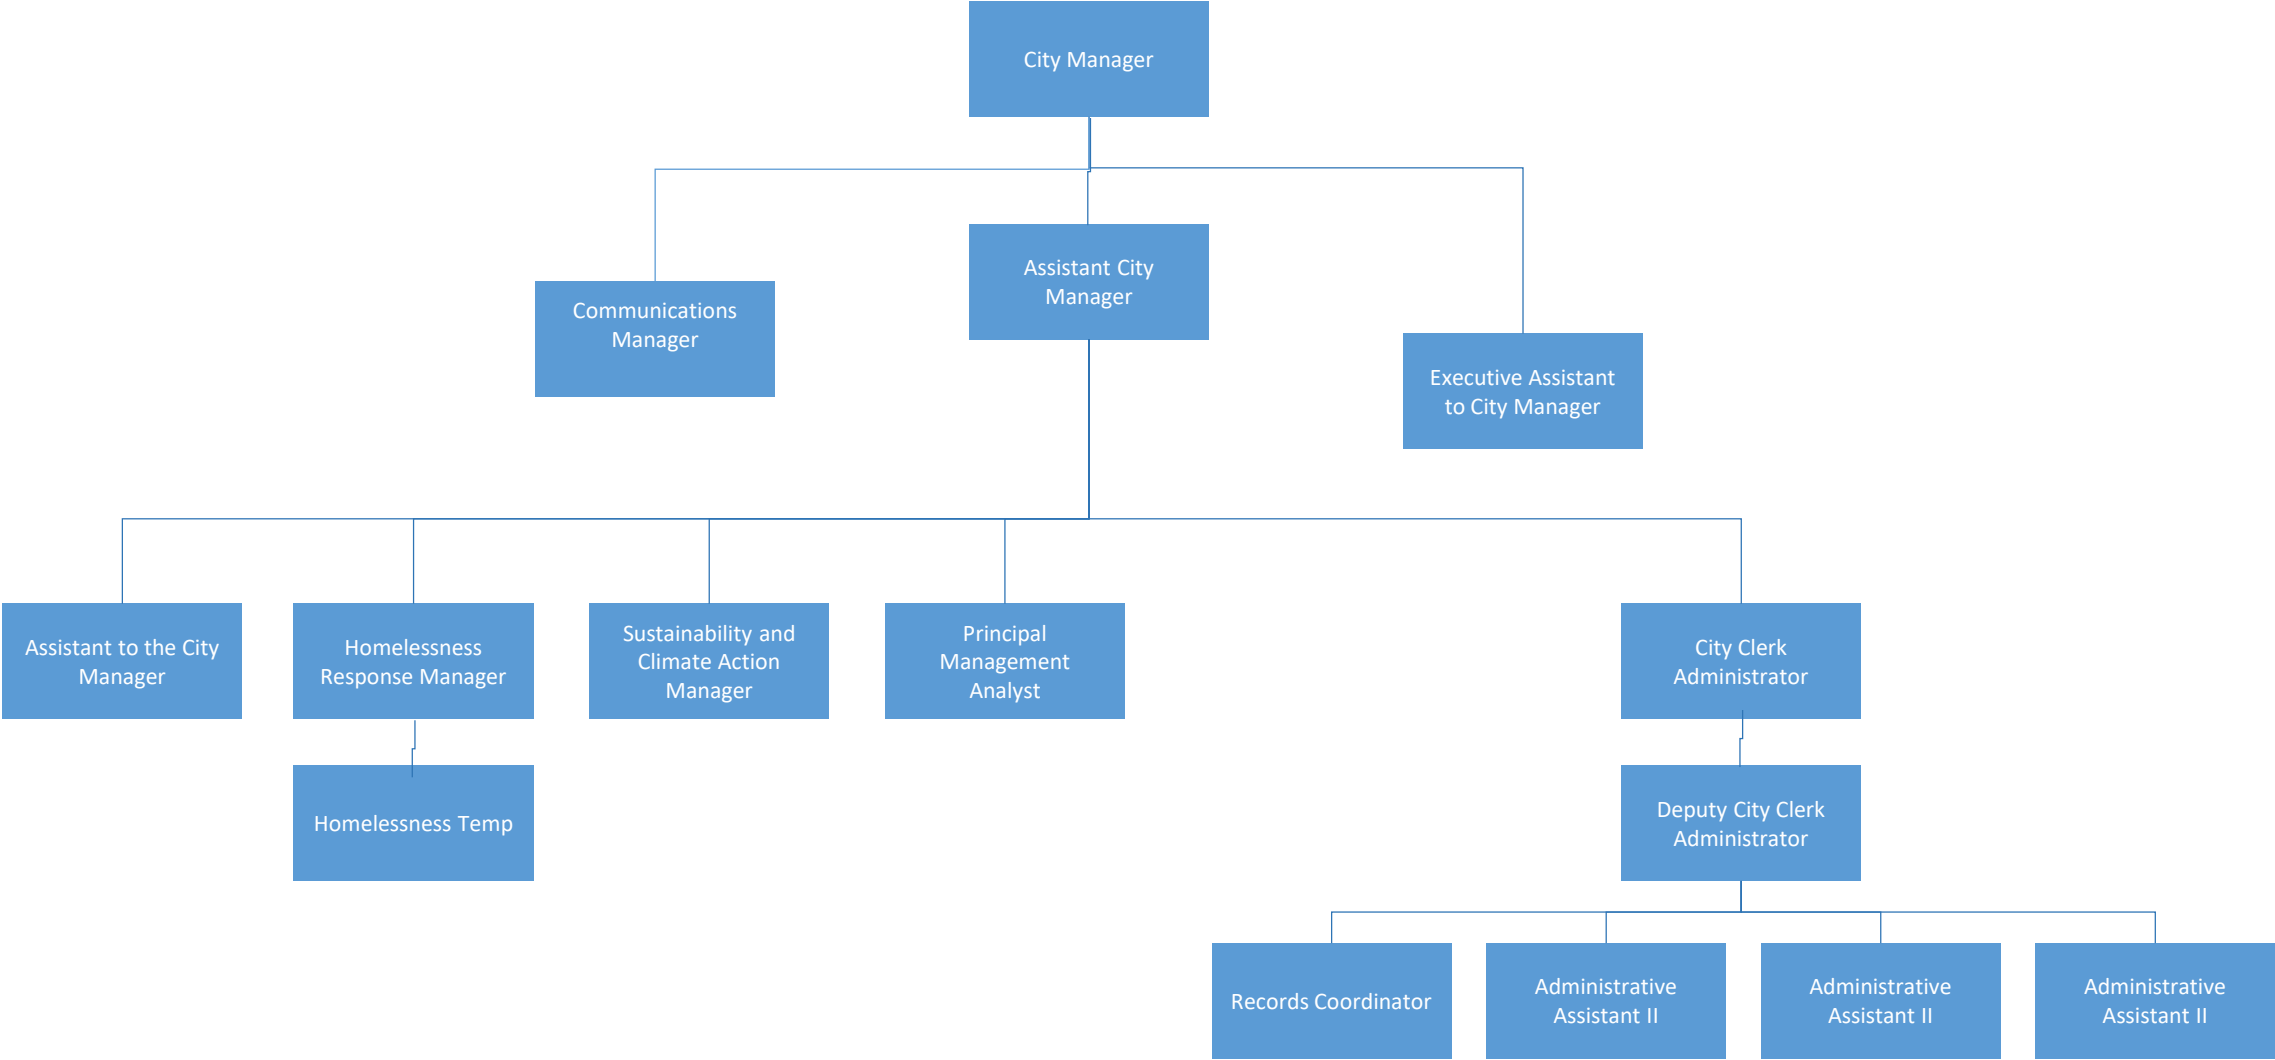 City Manager
Assistant City
Manager
Communications
Manager
Executive Assistant
to City Manager
Assistant to the City
Manager
Homelessness
Response Manager
Sustainability and
Climate Action
Manager
Principal
Management
Analyst
City Clerk
Administrator
Homelessness Temp
Deputy City Clerk
Administrator
Records Coordinator
Administrative
Assistant II
Administrative
Assistant II
Administrative
Assistant II